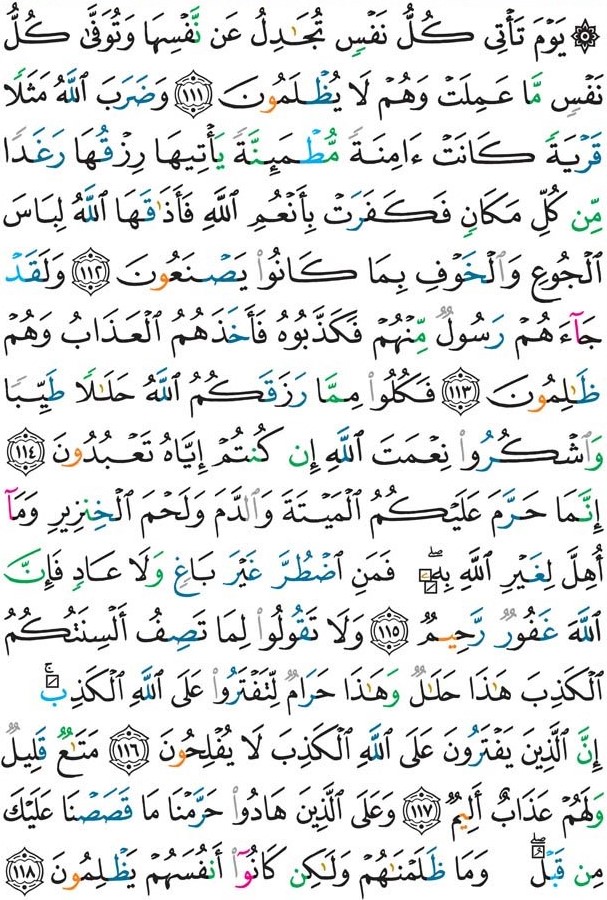 ۞ يَوْمَ تَأْتِى كُلُّ نَفْسٍ تُجَـٰدِلُ عَن نَّفْسِهَا وَتُوَفَّىٰ كُلُّ
نَفْسٍ مَّا عَمِلَتْ وَهُمْ لَا يُظْلَمُونَ ١١١ وَضَرَبَ ٱللَّهُ مَثَلًا
قَرْيَةً كَانَتْ ءَامِنَةً مُّطْمَئِنَّةً يَأْتِيهَا رِزْقُهَا رَغَدًا
مِّن كُلِّ مَكَانٍ فَكَفَرَتْ بِأَنْعُمِ ٱللَّهِ فَأَذَٰقَهَا ٱللَّهُ لِبَاسَ
ٱلْجُوعِ وَٱلْخَوْفِ بِمَا كَانُوا۟ يَصْنَعُونَ ١١٢ وَلَقَدْ
جَآءَهُمْ رَسُولٌ مِّنْهُمْ فَكَذَّبُوهُ فَأَخَذَهُمُ ٱلْعَذَابُ وَهُمْ
ظَـٰلِمُونَ ١١٣ فَكُلُوا۟ مِمَّا رَزَقَكُمُ ٱللَّهُ حَلَـٰلًا طَيِّبًا
وَٱشْكُرُوا۟ نِعْمَتَ ٱللَّهِ إِن كُنتُمْ إِيَّاهُ تَعْبُدُونَ ١١٤
إِنَّمَا حَرَّمَ عَلَيْكُمُ ٱلْمَيْتَةَ وَٱلدَّمَ وَلَحْمَ ٱلْخِنزِيرِ وَمَآ
أُهِلَّ لِغَيْرِ ٱللَّهِ بِهِۦ ۖ فَمَنِ ٱضْطُرَّ غَيْرَ بَاغٍ وَلَا عَادٍ فَإِنَّ
ٱللَّهَ غَفُورٌ رَّحِيمٌ ١١٥ وَلَا تَقُولُوا۟ لِمَا تَصِفُ أَلْسِنَتُكُمُ
ٱلْكَذِبَ هَـٰذَا حَلَـٰلٌ وَهَـٰذَا حَرَامٌ لِّتَفْتَرُوا۟ عَلَى ٱللَّهِ ٱلْكَذِبَ ۚ
إِنَّ ٱلَّذِينَ يَفْتَرُونَ عَلَى ٱللَّهِ ٱلْكَذِبَ لَا يُفْلِحُونَ ١١٦ مَتَـٰعٌ قَلِيلٌ
وَلَهُمْ عَذَابٌ أَلِيمٌ ١١٧ وَعَلَى ٱلَّذِينَ هَادُوا۟ حَرَّمْنَا مَا قَصَصْنَا عَلَيْكَ
مِن قَبْلُ ۖ وَمَا ظَلَمْنَـٰهُمْ وَلَـٰكِن كَانُوٓا۟ أَنفُسَهُمْ يَظْلِمُونَ ١١٨